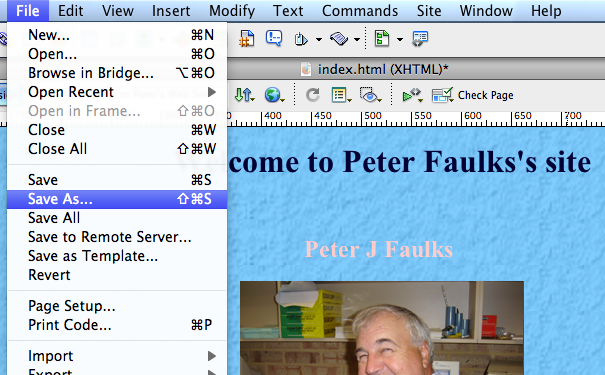 File Edit View Insert Modify Text Commands Site Window Help
New... ⌘N
Open... ⌘O
Browse in Bridge... ⌥⌘O
Open Recent ▶
Open in Frame... ⇧⌘O
Close ⌘W
Close All ⇧⌘W
Save ⌘S
Save As... ⇧⌘S
Save All
Save to Remote Server...
Save as Template...
Revert
Page Setup...
Print Code... ⌘P
Import ▶
Export
index.html (XHTML)*
Check Page
400 450 500 550 600 650 700
come to Peter Faulks's site
Peter J Faulks